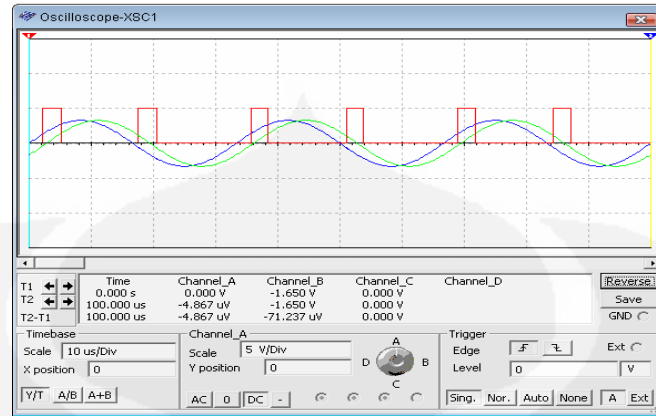 Oscilloscope-XSC1
1
2
Time Channel_A Channel_B Channel_C Channel_D
T1 0.000 s 0.000 V -1.650 V 0.000 V
T2 100.000 us -4.867 uV -1.650 V 0.000 V
T2-T1 100.000 us -4.867 uV -71.237 uV 0.000 V
Reverse
Save
GND
Timebase
Scale 10 us/Div
X position 0
Y/T A/B A+B
Channel_A
Scale 5 V/Div
Y position 0
AC 0 DC -
A
D B
C
Trigger
Edge Ext
Level 0 V
Sing. Nor. Auto None A Ext